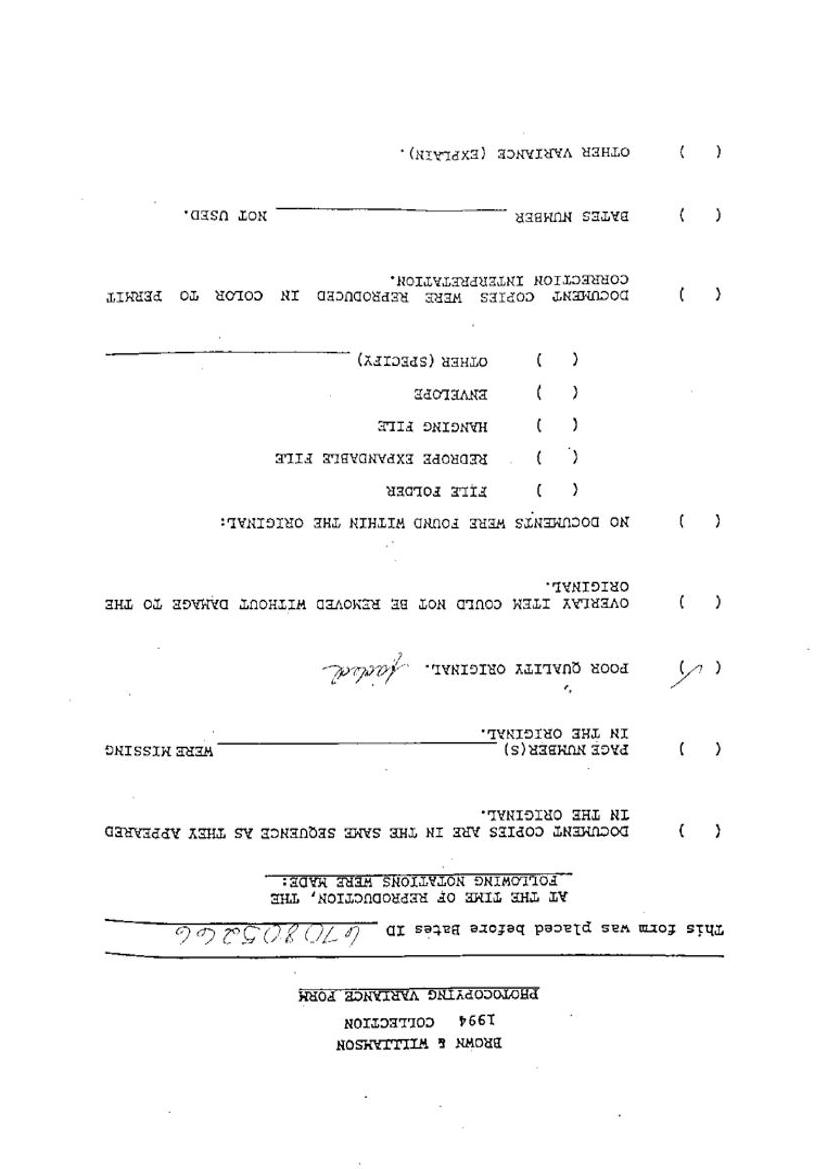 BROWN & WILLIAMSON
1994 COLLECTION
PHOTOCOPYING VARIANCE FORM
This form was placed before Bates ID 670805266
AT THE TIME OF REPRODUCTION, THE
FOLLOWING NOTATIONS WERE MADE:
( ) DOCUMENT COPIES ARE IN THE SAME SEQUENCE AS THEY APPEARED
IN THE ORIGINAL.
( ) PAGE NUMBER(S) ____________ WERE MISSING
IN THE ORIGINAL.
(✓) POOR QUALITY ORIGINAL. faded
( ) OVERLAY ITEM COULD NOT BE REMOVED WITHOUT DAMAGE TO THE
ORIGINAL.
( ) NO DOCUMENTS WERE FOUND WITHIN THE ORIGINAL:
( ) FILE FOLDER
( ) REDROPE EXPANDABLE FILE
( ) HANGING FILE
( ) ENVELOPE
( ) OTHER (SPECIFY) ____________
( ) DOCUMENT COPIES WERE REPRODUCED IN COLOR TO PERMIT
CORRECTION INTERPRETATION.
( ) BATES NUMBER ____________ NOT USED.
( ) OTHER VARIANCE (EXPLAIN).